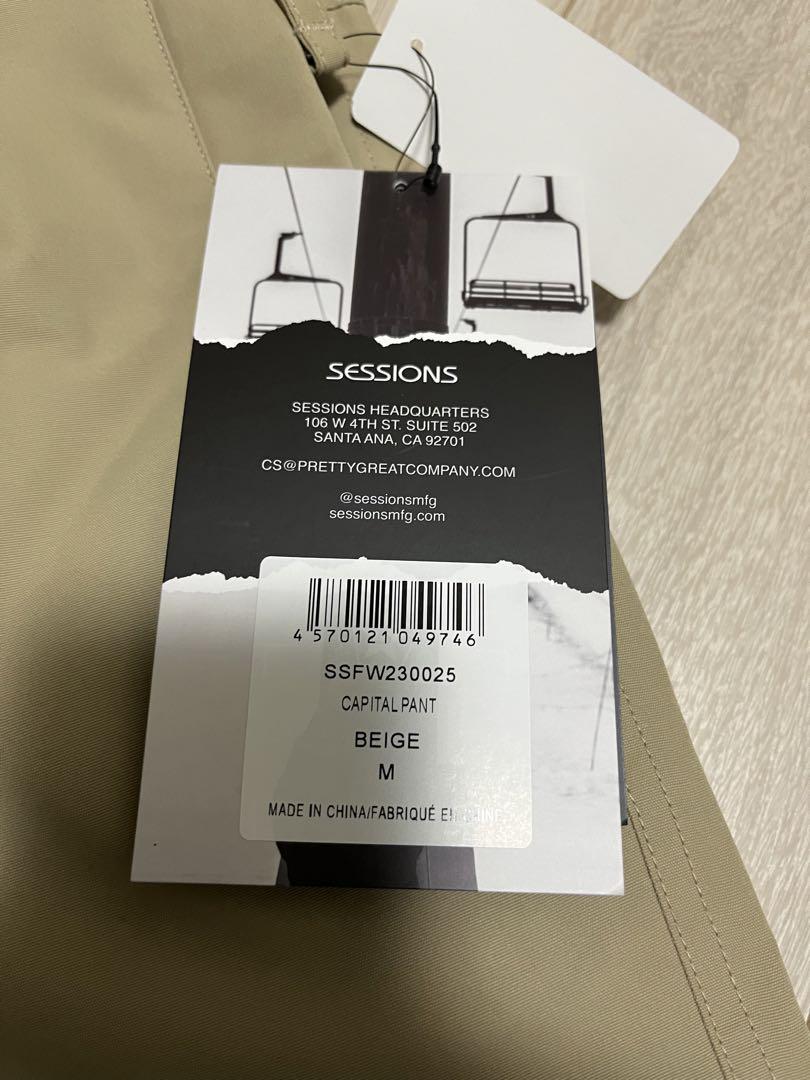 SESSIONS
SESSIONS HEADQUARTERS
106 W 4TH ST. SUITE 502
SANTA ANA, CA 92701
CS@PRETTYGREATCOMPANY.COM
@sessionsmfg
sessionsmfg.com
4 570121 049746
SSFW230025
CAPITAL PANT
BEIGE
M
MADE IN CHINA/FABRIQUÉ EN CHINE